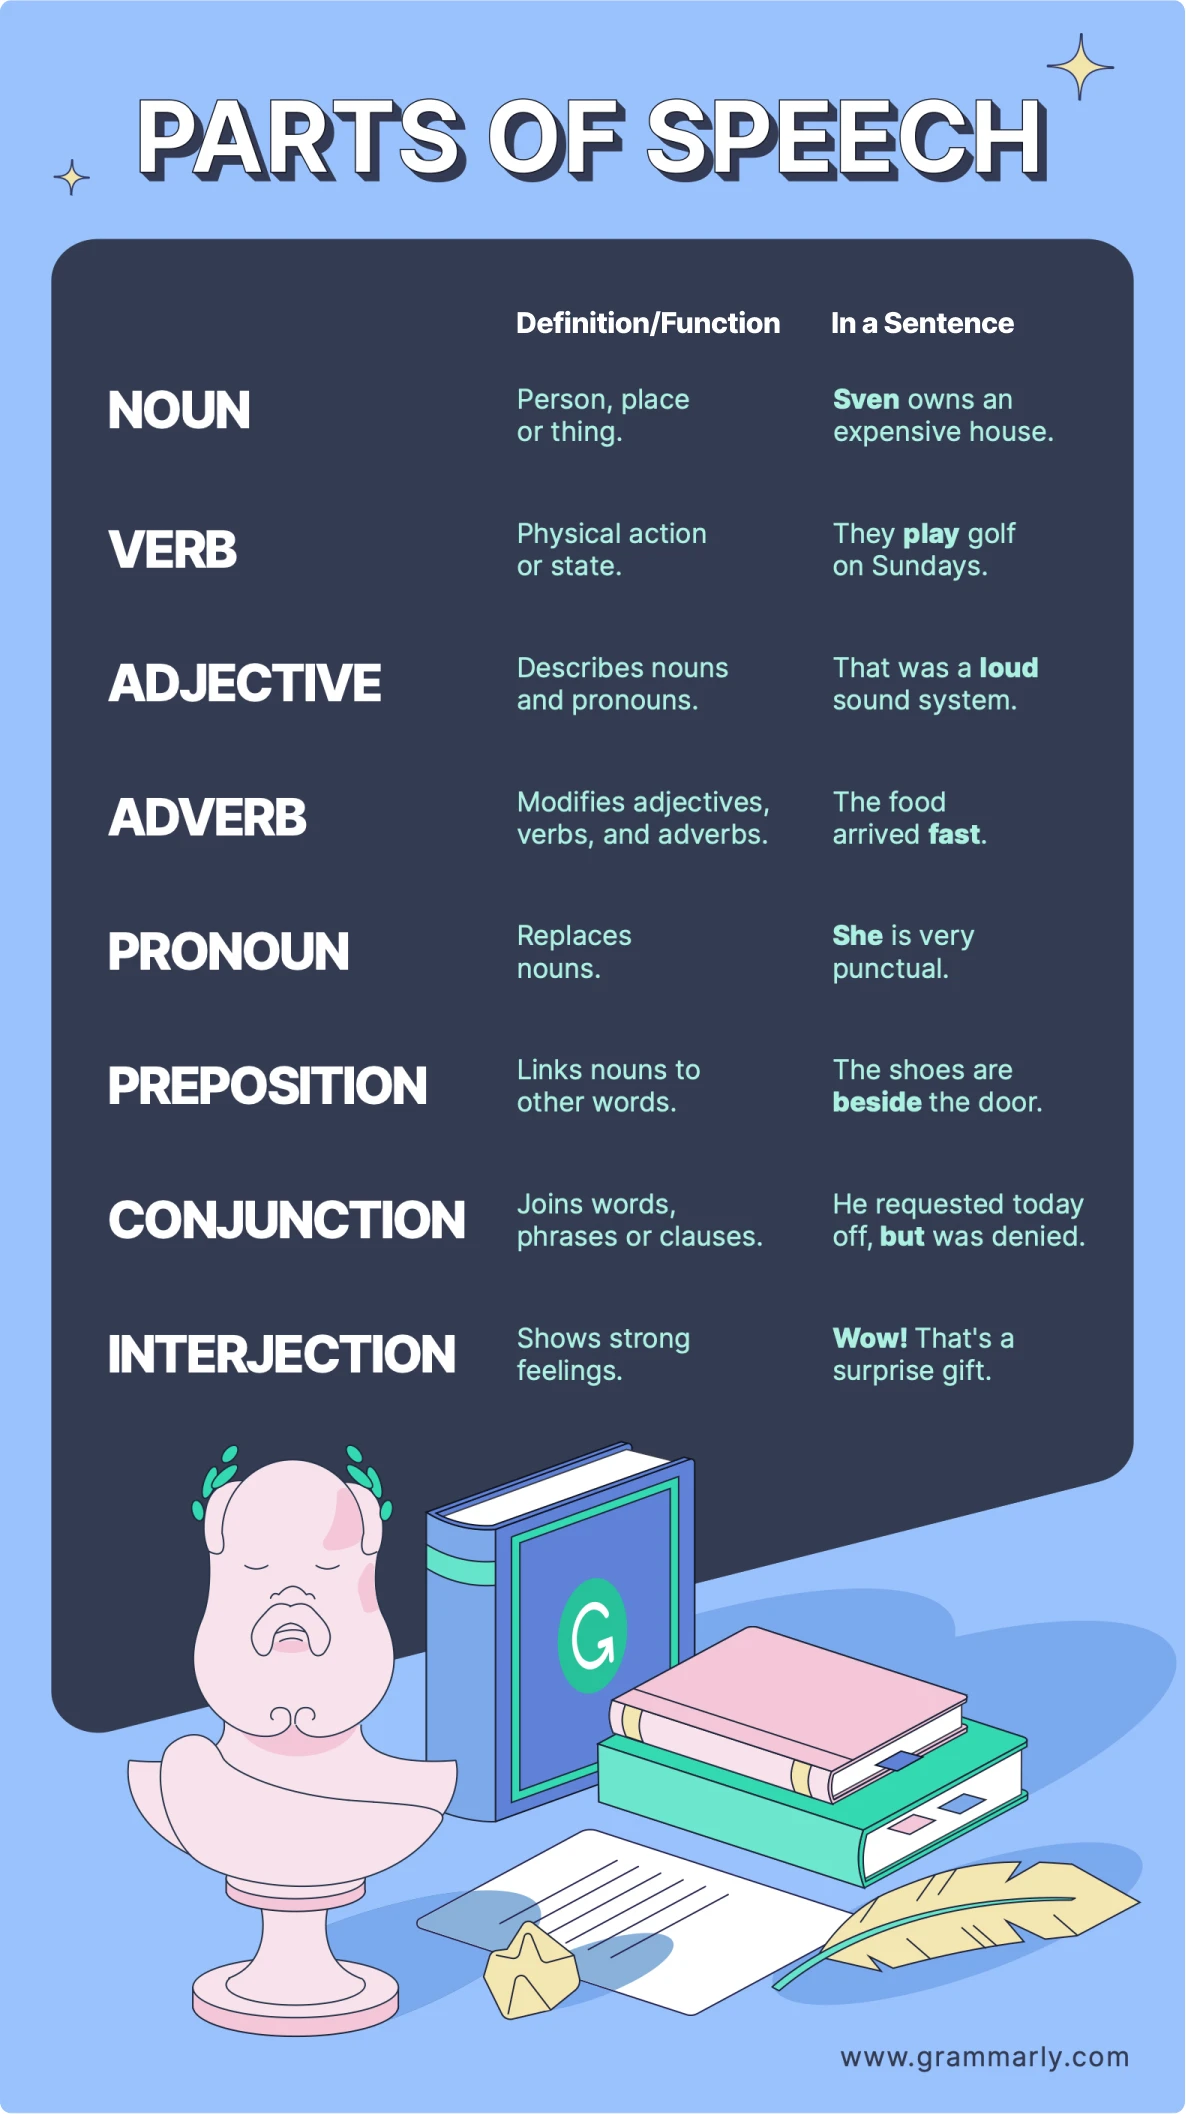 PARTS OF SPEECH
Definition/Function
In a Sentence
NOUN
Person, place
or thing.
Sven owns an
expensive house.
VERB
Physical action
or state.
They play golf
on Sundays.
ADJECTIVE
Describes nouns
and pronouns.
That was a loud
sound system.
ADVERB
Modifies adjectives,
verbs, and adverbs.
The food
arrived fast.
PRONOUN
Replaces
nouns.
She is very
punctual.
PREPOSITION
Links nouns to
other words.
The shoes are
beside the door.
CONJUNCTION
Joins words,
phrases or clauses.
He requested today
off, but was denied.
INTERJECTION
Shows strong
feelings.
Wow! That's a
surprise gift.
G
www.grammarly.com